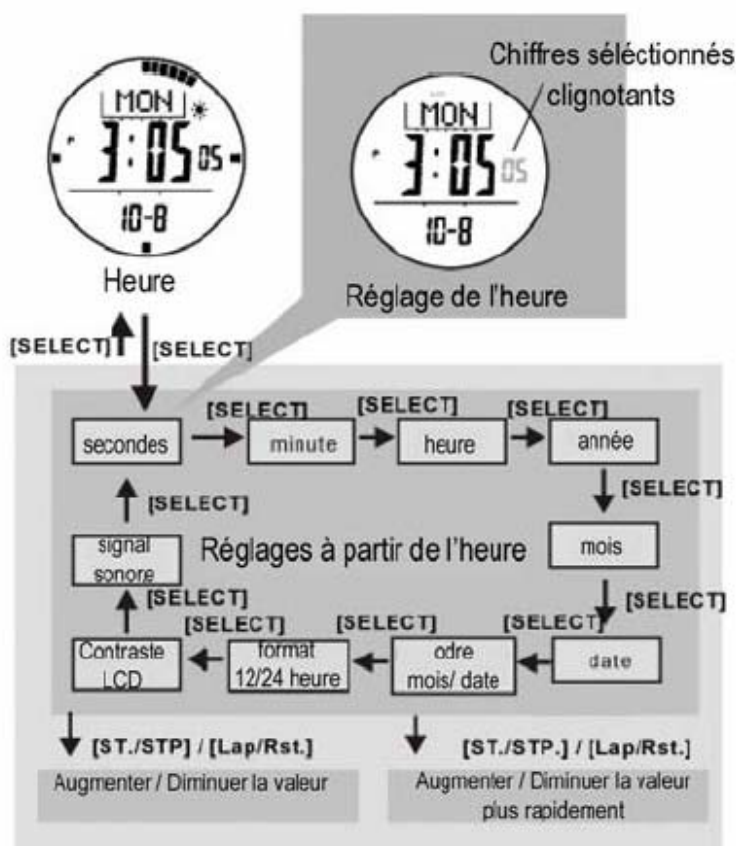 MON
3:05 05
10-8
Heure
Chiffres séléctionnés
clignotants
MON
3:05 05
10-8
Réglage de l'heure
[SELECT] [SELECT]
[SELECT] [SELECT] [SELECT]
secondes minute heure année
[SELECT] [SELECT]
signal
sonore
Réglages à partir de l'heure
mois
[SELECT] [SELECT]
[SELECT] [SELECT] [SELECT]
Contraste
LCD
format
12/24 heure
odre
mois/ date
date
[ST./STP] / [Lap/Rst.]
Augmenter / Diminuer la valeur
[ST./STP.] / [Lap/Rst.]
Augmenter / Diminuer la valeur
plus rapidement